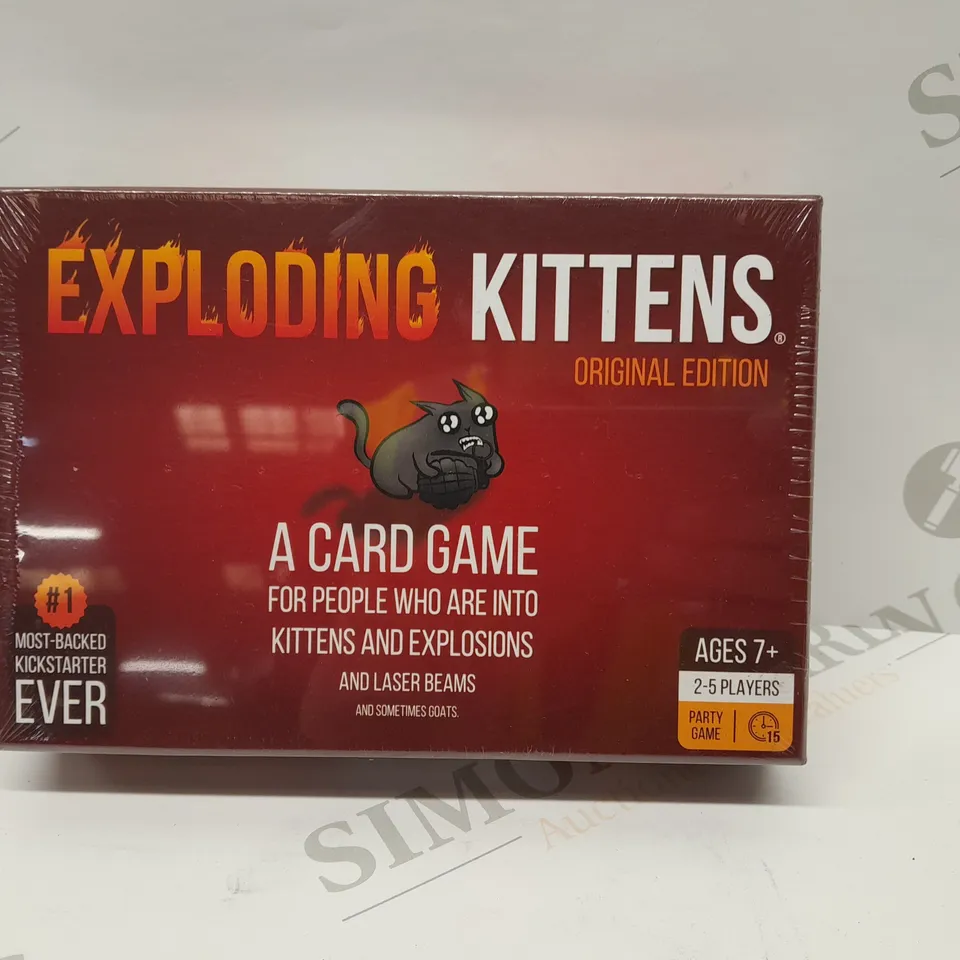 EXPLODING KITTENS®
ORIGINAL EDITION
A CARD GAME
FOR PEOPLE WHO ARE INTO
KITTENS AND EXPLOSIONS
AND LASER BEAMS
AND SOMETIMES GOATS.
#1
MOST-BACKED
KICKSTARTER
EVER
AGES 7+
2-5 PLAYERS
PARTY
GAME
15